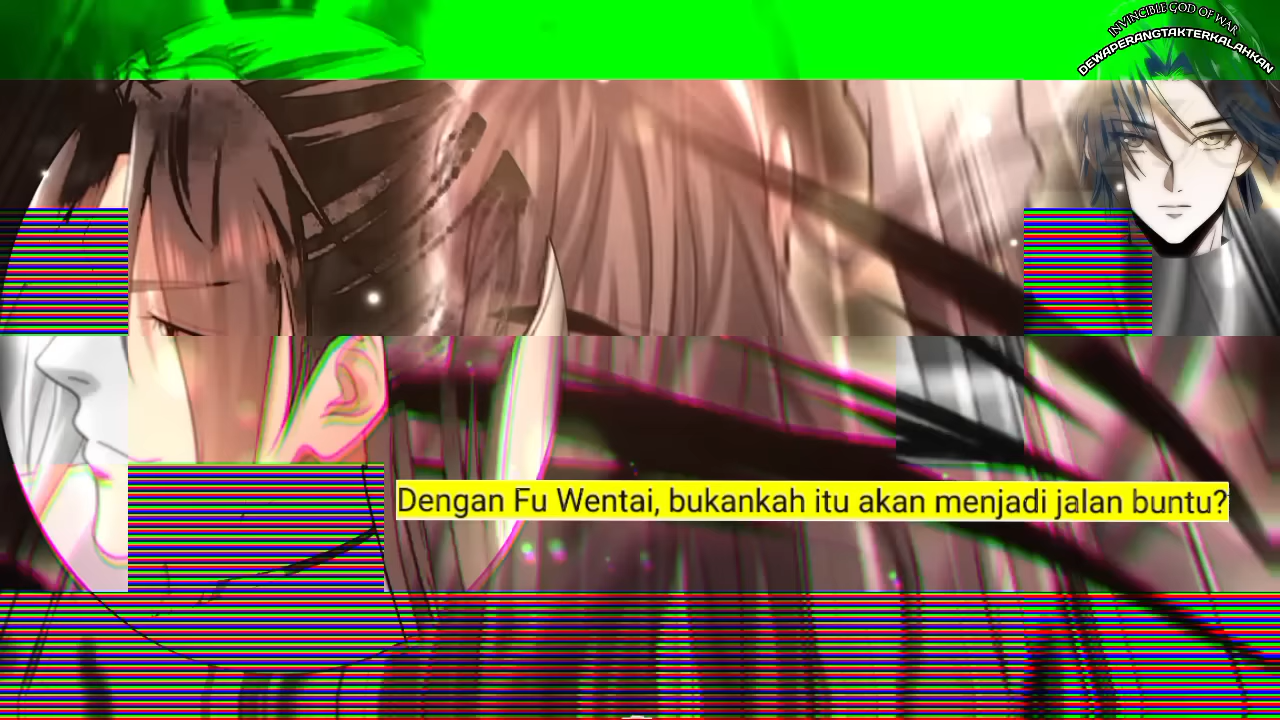 INVINCIBLE GOD OF WAR
DEWAPERANGTAKTERKALAHKAN
Dengan Fu Wentai, bukankah itu akan menjadi jalan buntu?